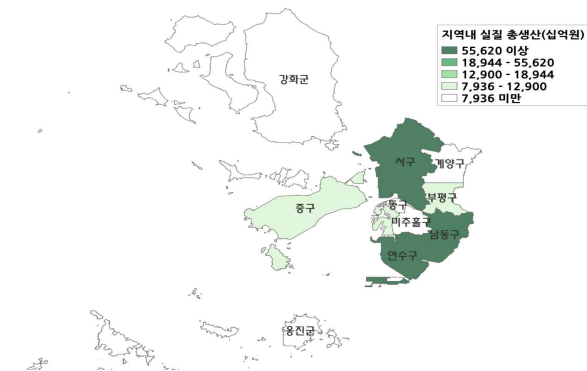 지역내 실질 총생산(십억원)
55,620 이상
18,944 - 55,620
12,900 - 18,944
7,936 - 12,900
7,936 미만
강화군
서구
계양구
중구
동구
부평구
미추홀구
남동구
연수구
옹진군